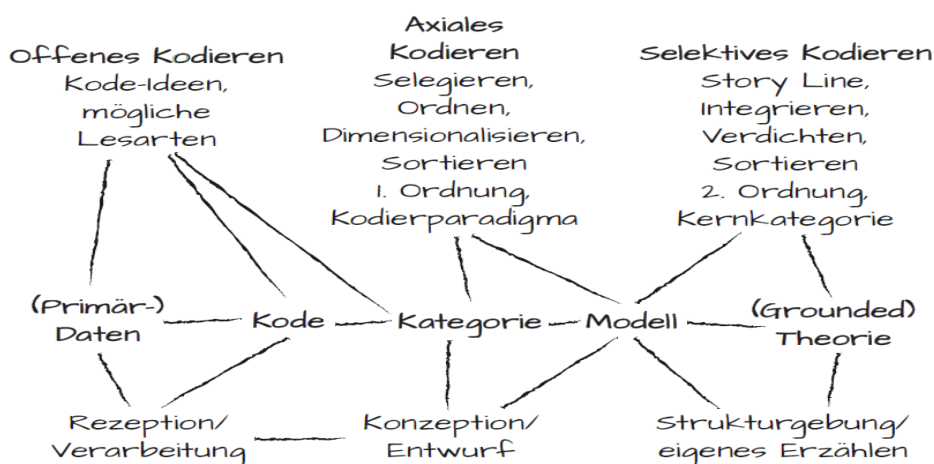 Offenes Kodieren
Kode-Ideen,
mögliche
Lesarten
Axiales
Kodieren
Selegieren,
Ordnen,
Dimensionalisieren,
Sortieren
1. Ordnung,
Kodierparadigma
Selektives Kodieren
Story Line,
Integrieren,
Verdichten,
Sortieren
2. Ordnung,
Kernkategorie
(Primär-)
Daten
Kode
Kategorie
Modell
(Grounded)
Theorie
Rezeption/
Verarbeitung
Konzeption/
Entwurf
Strukturgebung/
eigenes Erzählen